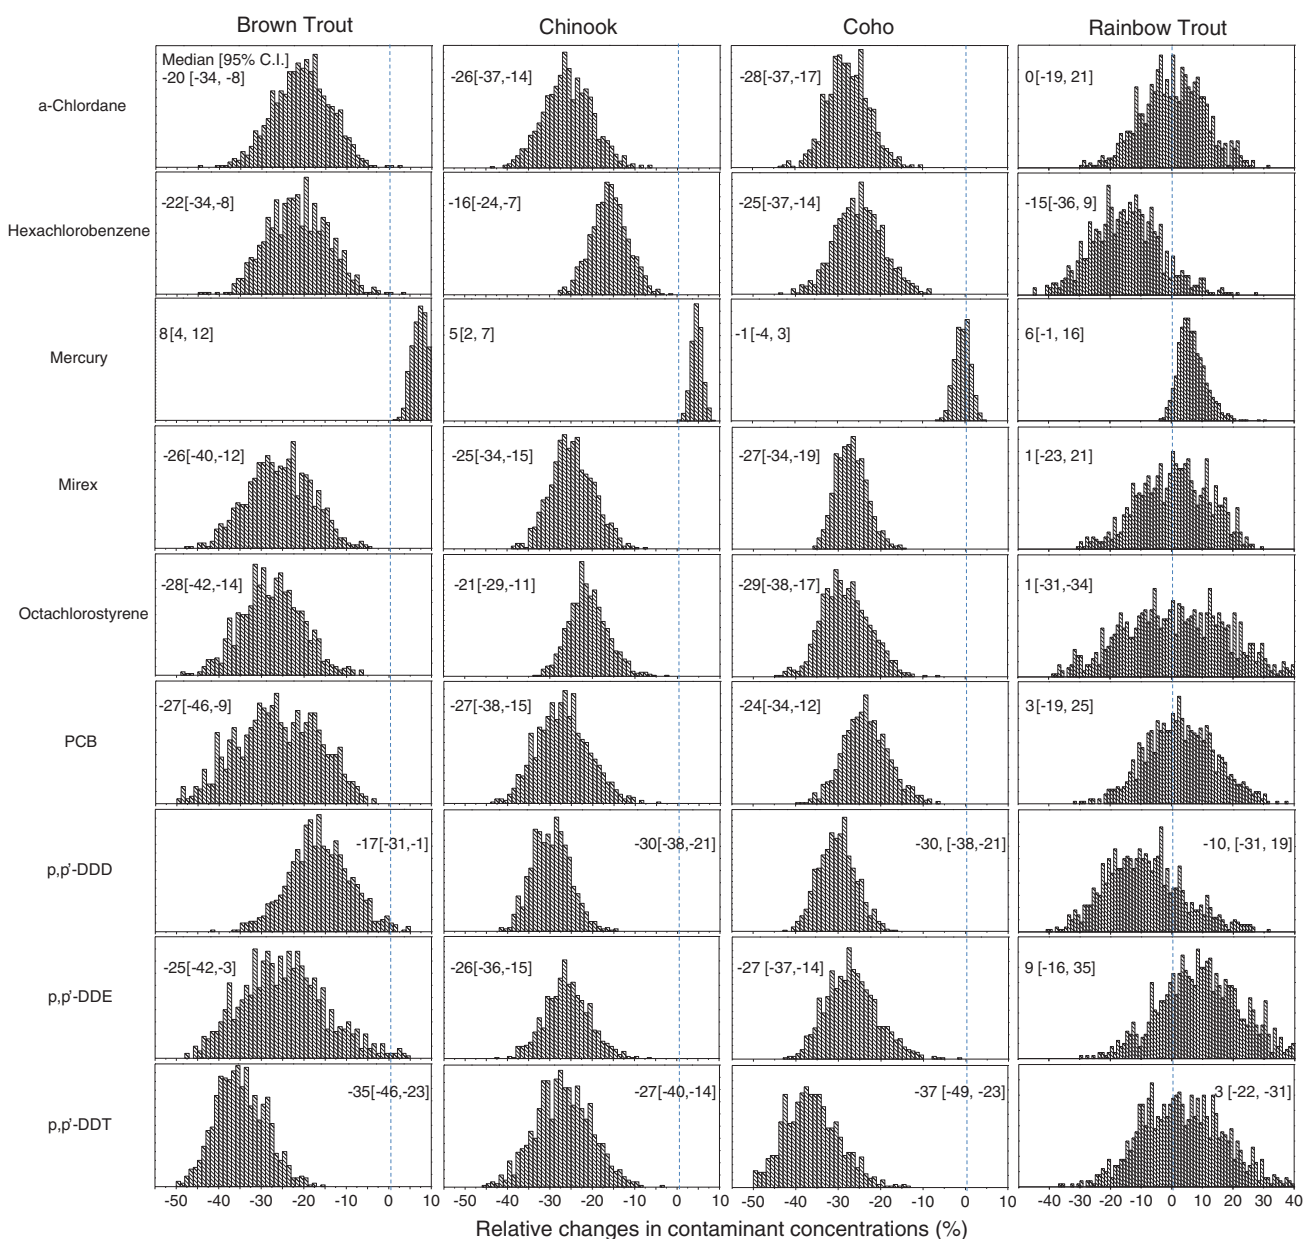 Brown Trout Chinook Coho Rainbow Trout
Median [95% C.I.]
a-Chlordane -20 [-34, -8] -26[-37,-14] -28[-37,-17] 0[-19, 21]
Hexachlorobenzene -22[-34,-8] -16[-24,-7] -25[-37,-14] -15[-36, 9]
Mercury 8[4, 12] 5[2, 7] -1[-4, 3] 6[-1, 16]
Mirex -26[-40,-12] -25[-34,-15] -27[-34,-19] 1[-23, 21]
Octachlorostyrene -28[-42,-14] -21[-29,-11] -29[-38,-17] 1[-31,-34]
PCB -27[-46,-9] -27[-38,-15] -24[-34,-12] 3[-19, 25]
p,p'-DDD -17[-31,-1] -30[-38,-21] -30, [-38,-21] -10, [-31, 19]
p,p'-DDE -25[-42,-3] -26[-36,-15] -27 [-37,-14] 9 [-16, 35]
p,p'-DDT -35[-46,-23] -27[-40,-14] -37 [-49, -23] 3 [-22, -31]
-50 -40 -30 -20 -10 0 10 -50 -40 -30 -20 -10 0 10 -50 -40 -30 -20 -10 0 10 -40 -30 -20 -10 0 10 20 30 40
Relative changes in contaminant concentrations (%)